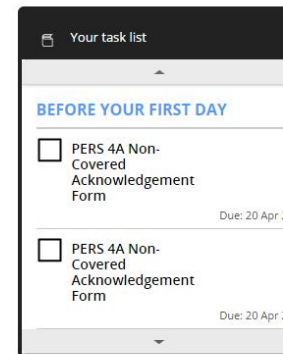 Your task list
BEFORE YOUR FIRST DAY
PERS 4A Non-
Covered
Acknowledgement
Form
Due: 20 Apr
PERS 4A Non-
Covered
Acknowledgement
Form
Due: 20 Apr